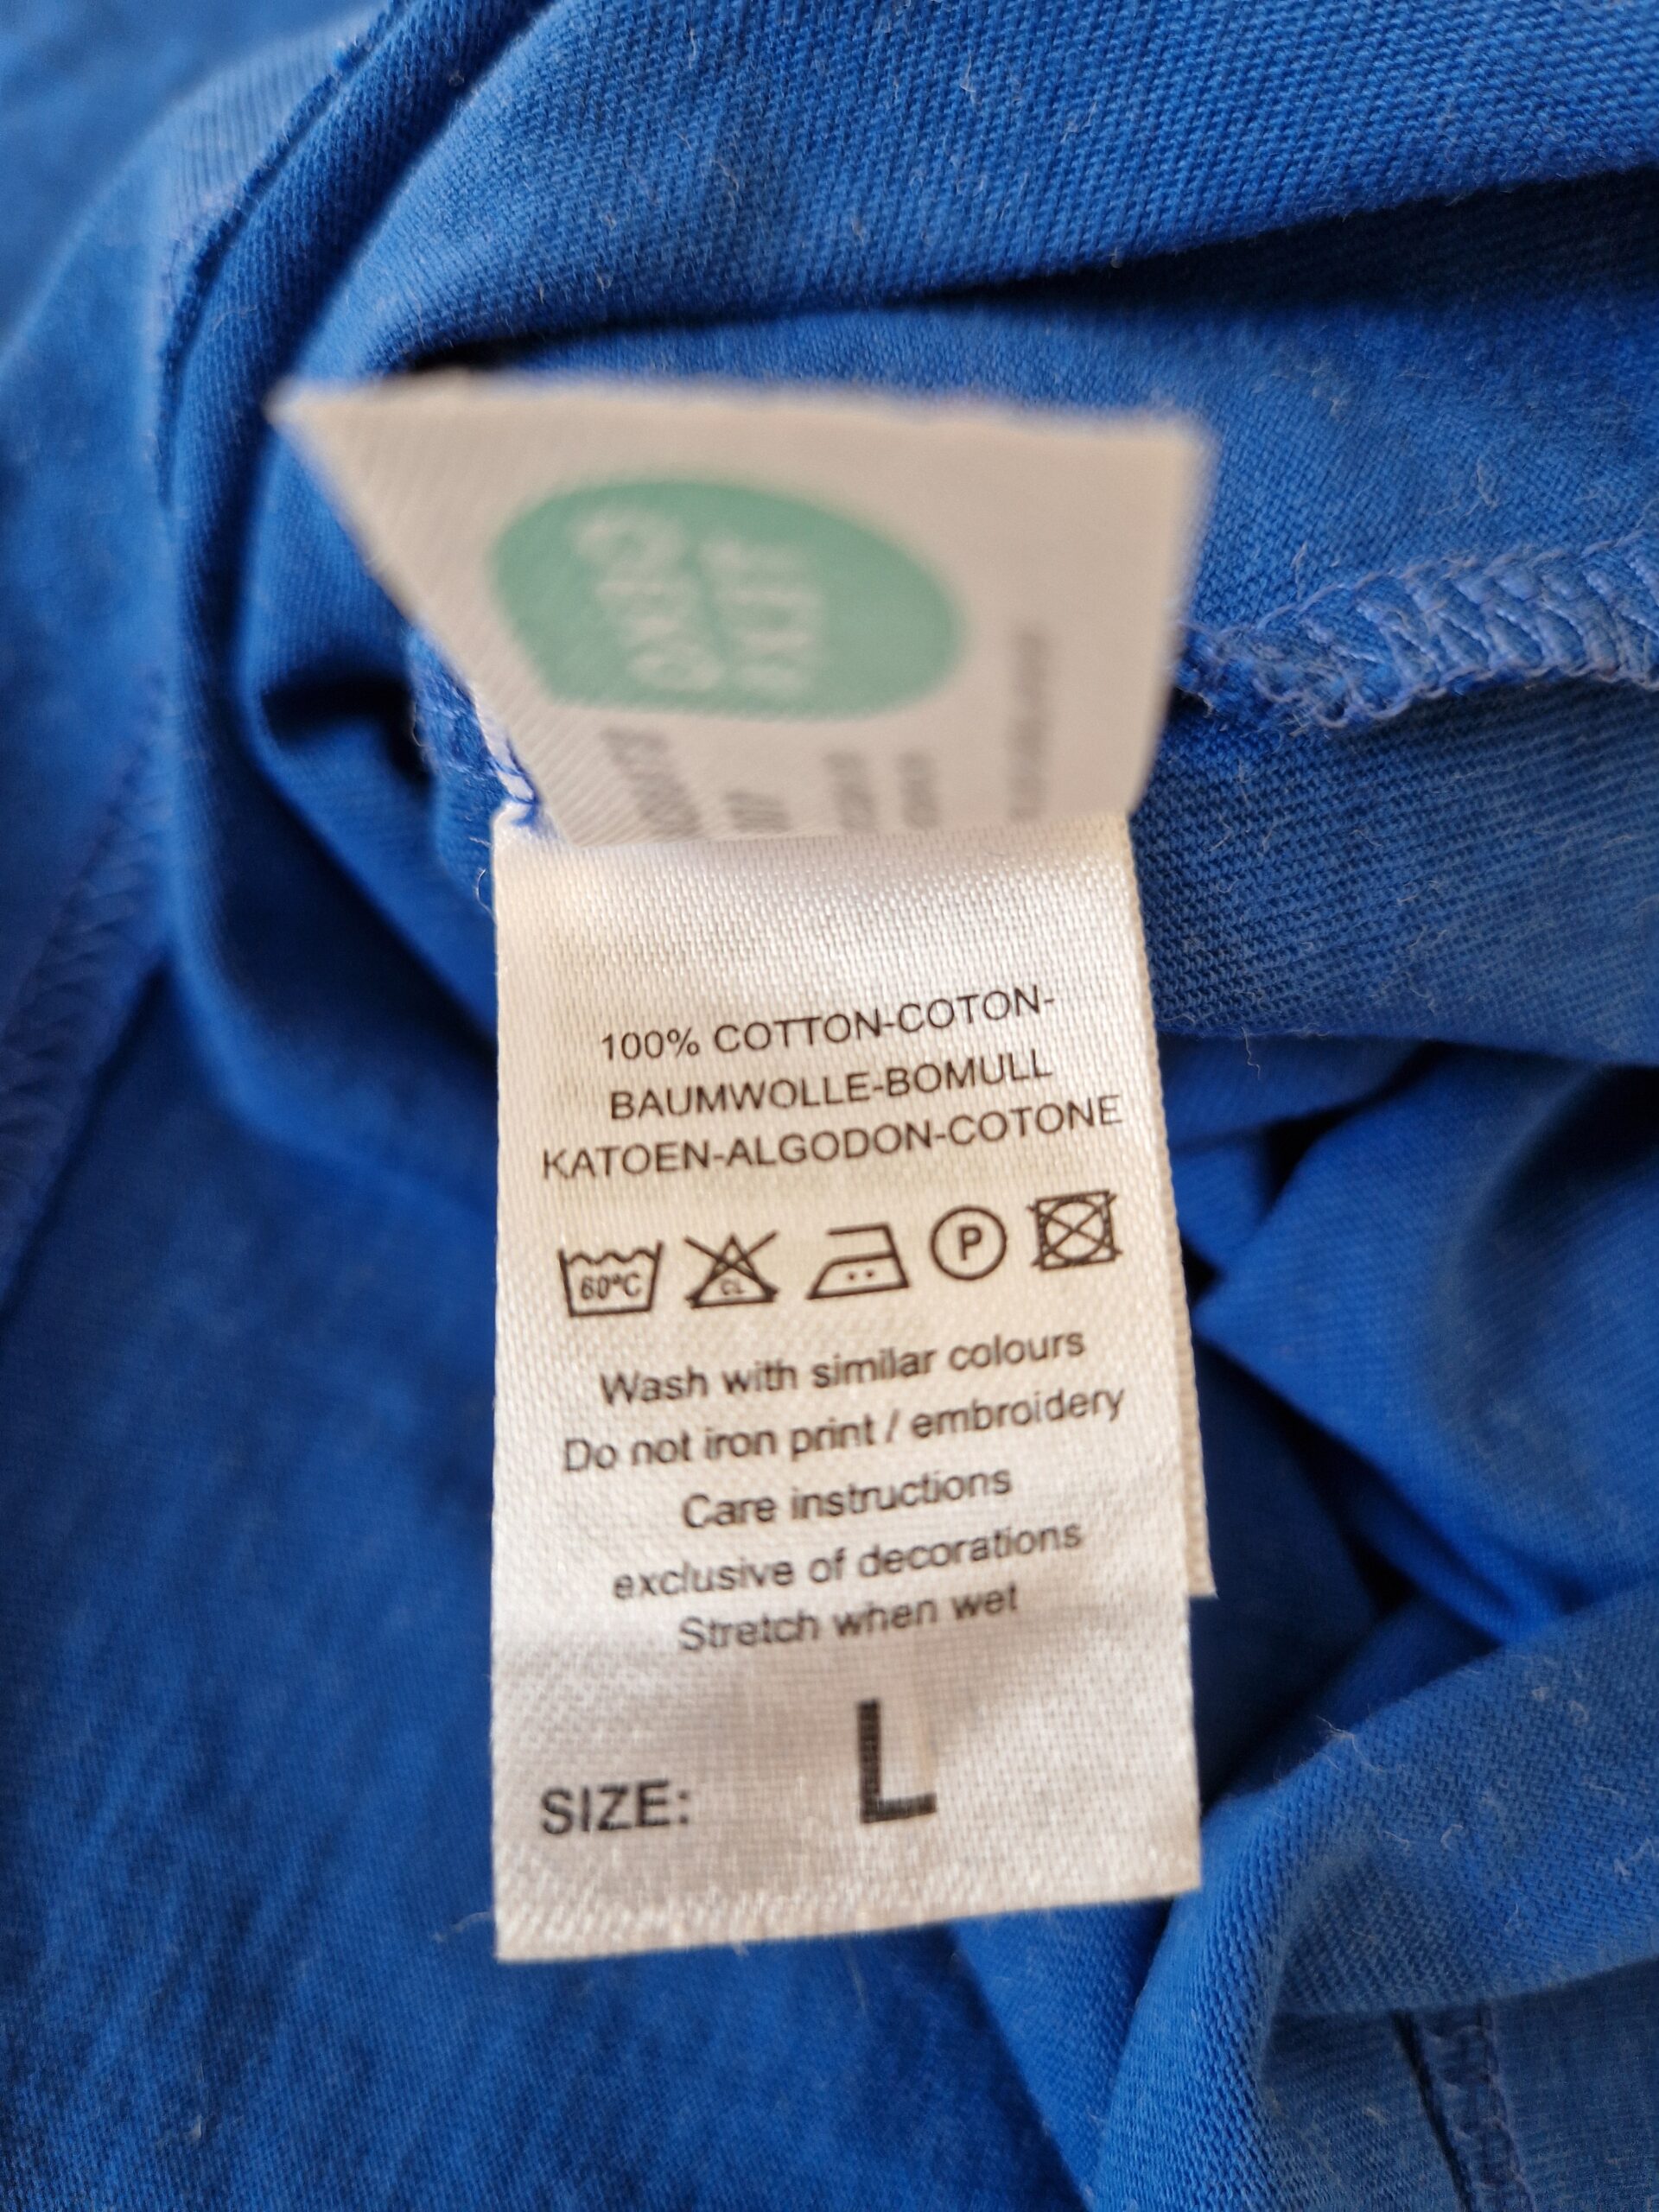 100% COTTON-COTON-
BAUMWOLLE-BOMULL
KATOEN-ALGODON-COTONE
60°C CL P
Wash with similar colours
Do not iron print / embroidery
Care instructions
exclusive of decorations
Stretch when wet
SIZE: L